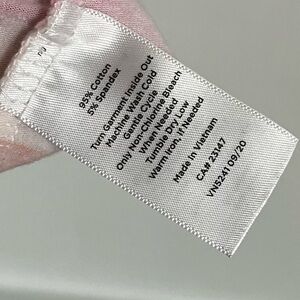 95% Cotton
5% Spandex
Turn Garment Inside Out
Machine Wash Cold
Gentle Cycle
Only Non-Chlorine Bleach
When Needed
Tumble Dry Low
Warm Iron, If Needed
Made In Vietnam
CA# 23147
VN5241 09/20